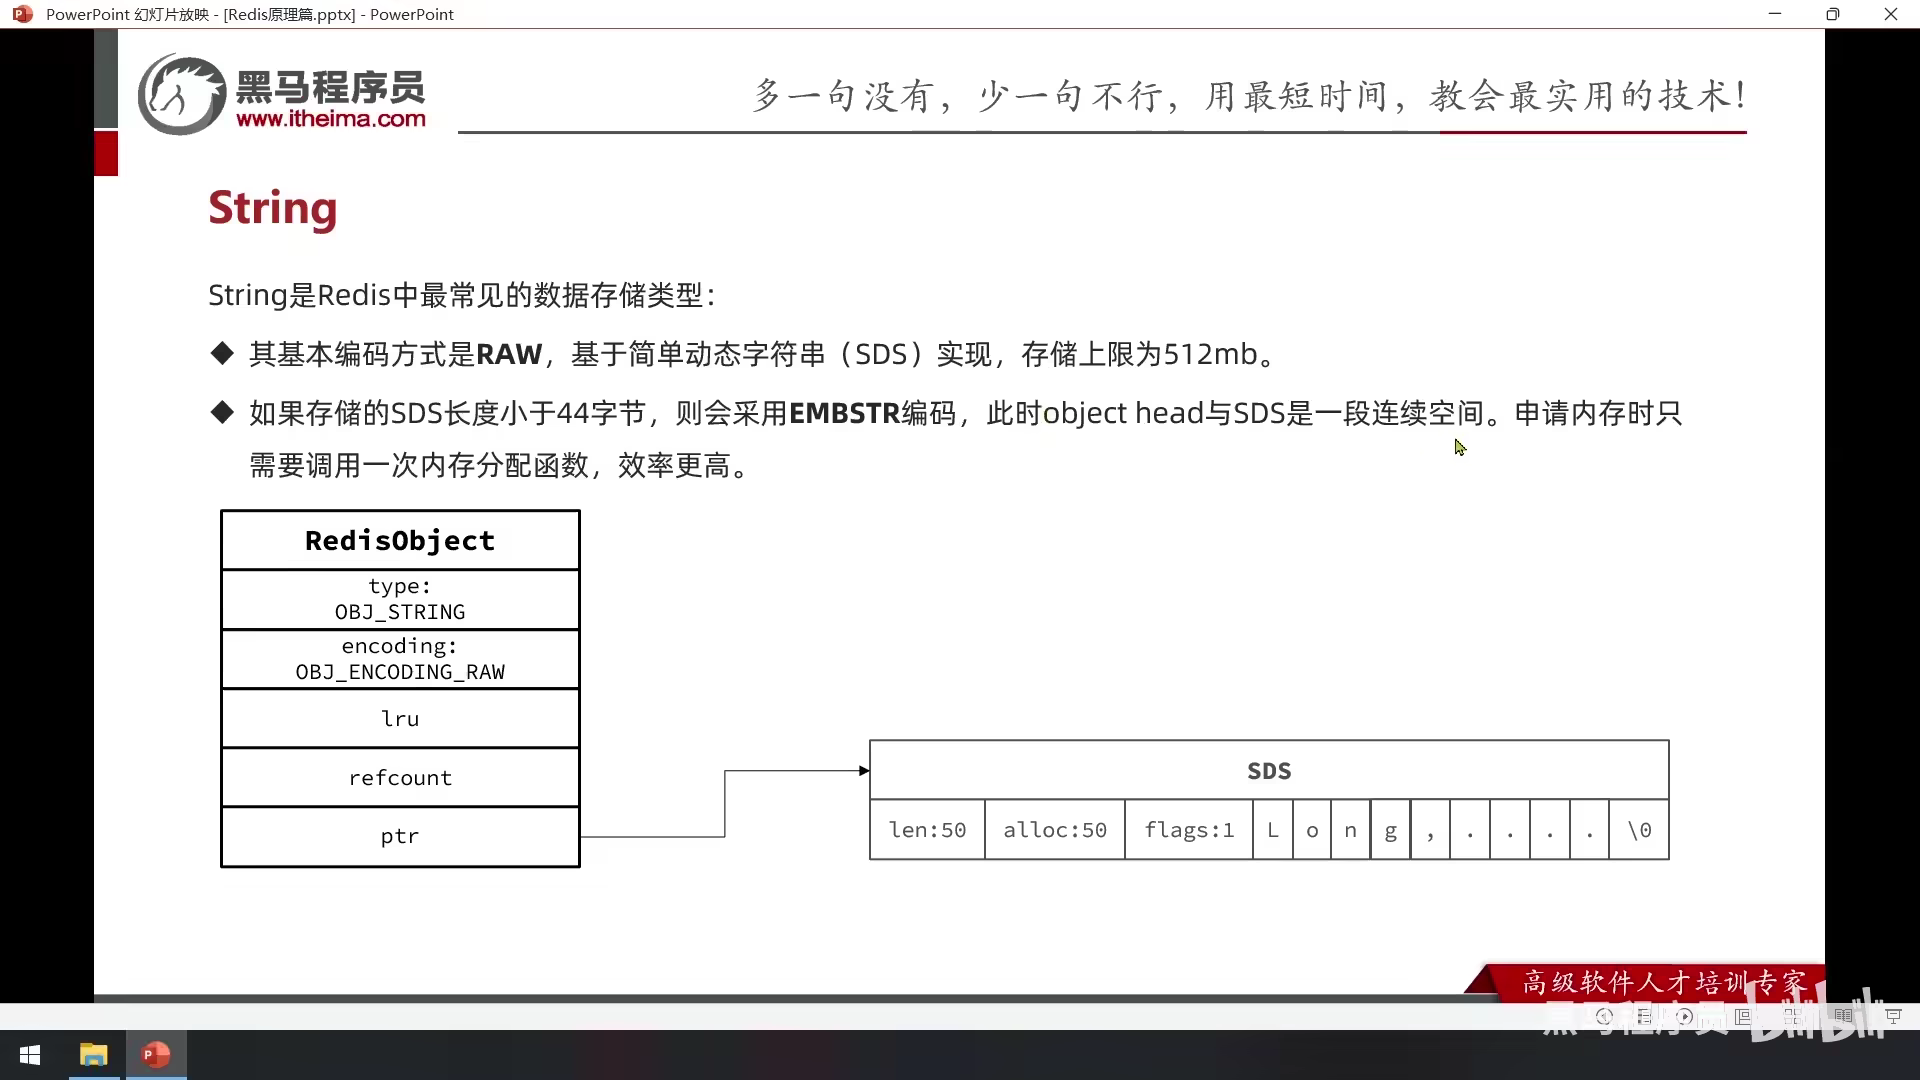 PowerPoint 幻灯片放映 - [Redis原理篇.pptx] - PowerPoint
黑马程序员
www.itheima.com
多一句没有，少一句不行，用最短时间，教会最实用的技术！
String
String是Redis中最常见的数据存储类型：
◆ 其基本编码方式是RAW，基于简单动态字符串（SDS）实现，存储上限为512mb。
◆ 如果存储的SDS长度小于44字节，则会采用EMBSTR编码，此时object head与SDS是一段连续空间。申请内存时只
需要调用一次内存分配函数，效率更高。
RedisObject
type:
OBJ_STRING
encoding:
OBJ_ENCODING_RAW
lru
refcount
ptr
SDS
len:50 alloc:50 flags:1 L o n g , . . . . \0
高级软件人才培训专家
黑马程序员 bilibili